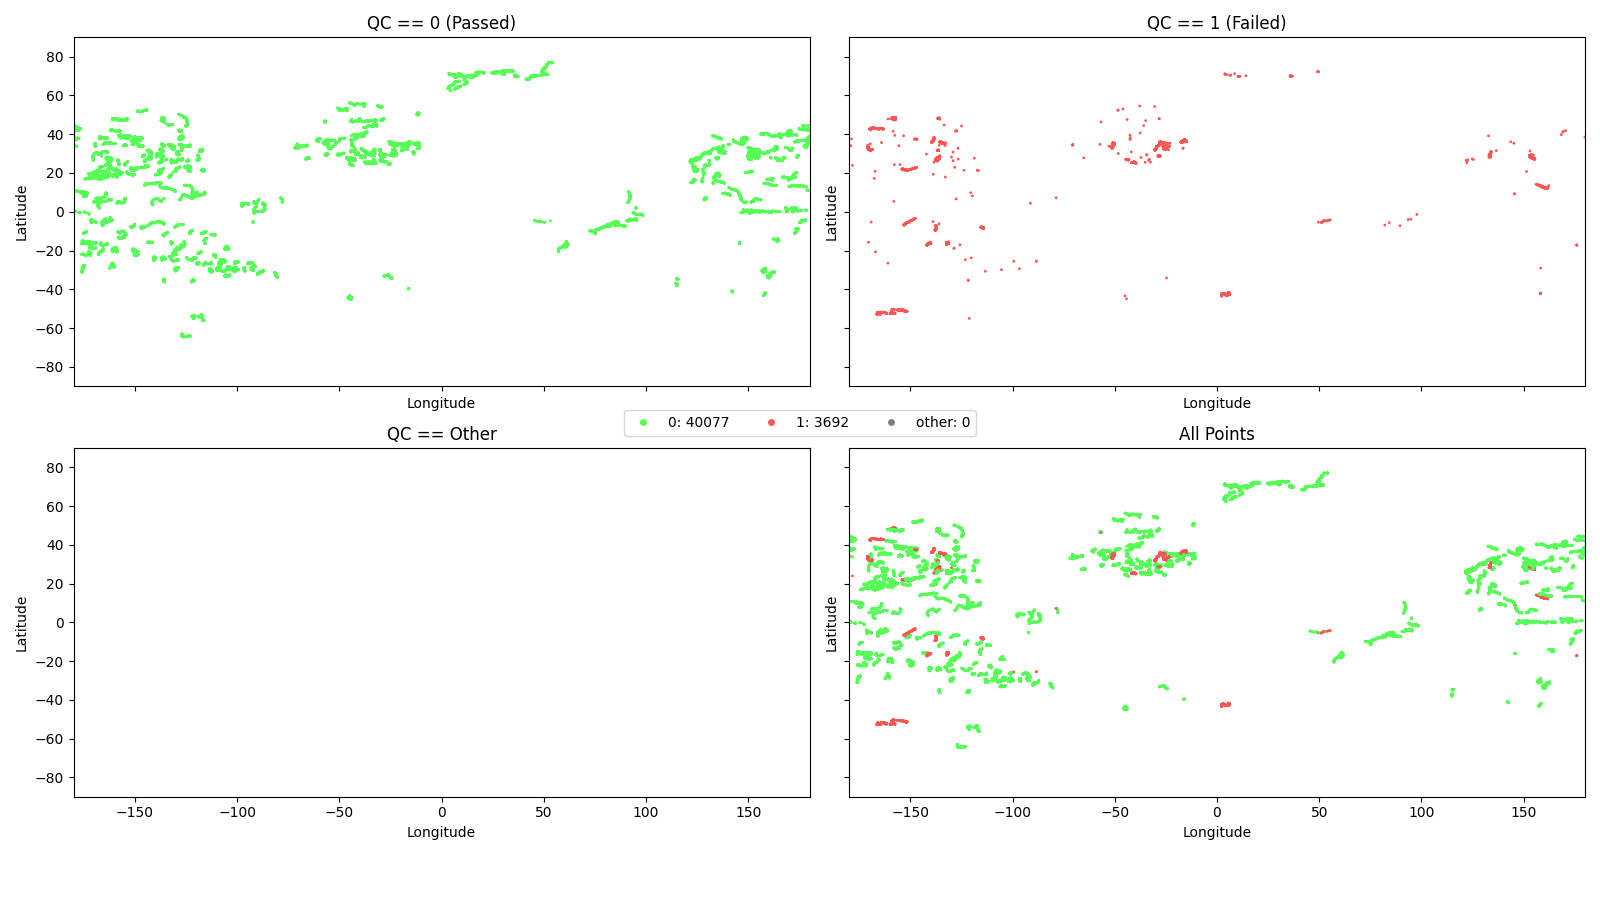 QC == 0 (Passed)
QC == 1 (Failed)
80
60
40
20
0
−20
−40
−60
−80
Latitude
Latitude
Longitude
Longitude
0: 40077
1: 3692
other: 0
QC == Other
All Points
80
60
40
20
0
−20
−40
−60
−80
Latitude
Latitude
−150
−100
−50
0
50
100
150
−150
−100
−50
0
50
100
150
Longitude
Longitude